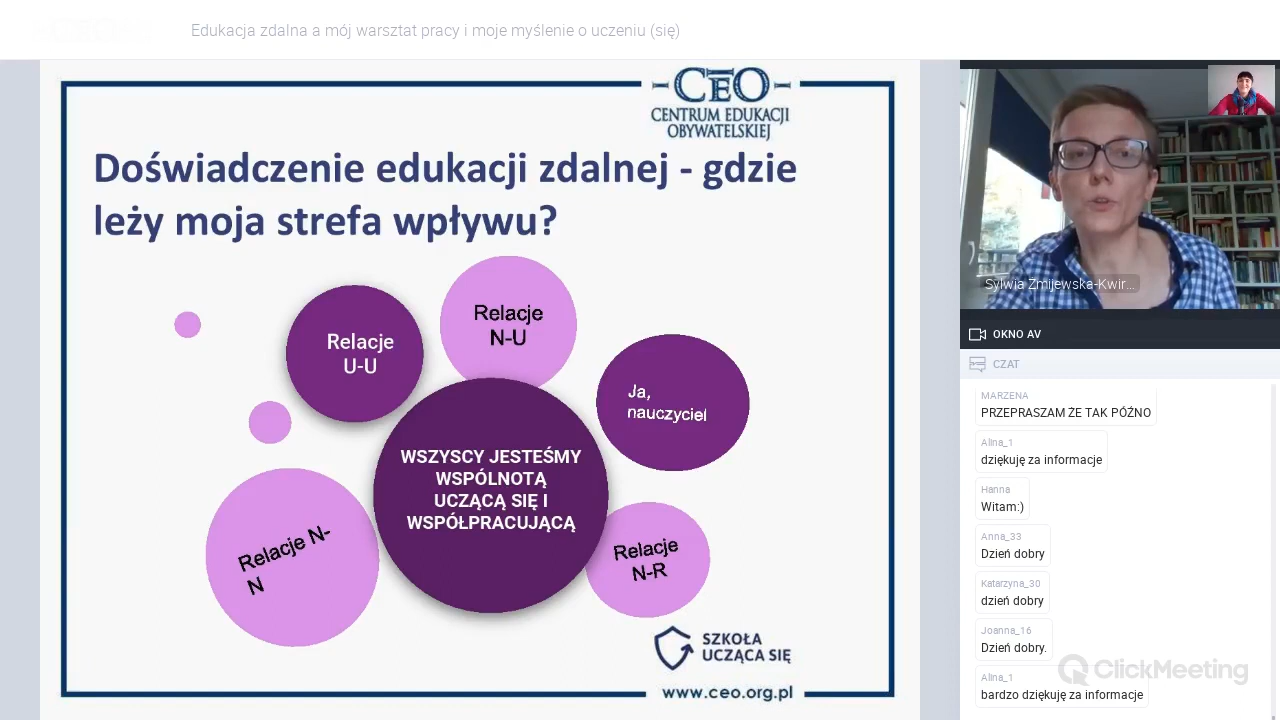 Edukacja zdalna a mój warsztat pracy i moje myślenie o uczeniu (się)
CEO
CENTRUM EDUKACJI
OBYWATELSKIEJ
Doświadczenie edukacji zdalnej - gdzie
leży moja strefa wpływu?
Relacje
U-U
Relacje
N-U
Ja,
nauczyciel
WSZYSCY JESTEŚMY
WSPÓLNOTĄ
UCZĄCĄ SIĘ I
WSPÓŁPRACUJĄCĄ
Relacje N-
N
Relacje
N-R
SZKOŁA
UCZĄCA SIĘ
www.ceo.org.pl
Sylwia Żmijewska-Kwir...
OKNO AV
CZAT
MARZENA
PRZEPRASZAM ŻE TAK PÓŹNO
Alina_1
dziękuję za informacje
Hanna
Witam:)
Anna_33
Dzień dobry
Katarzyna_30
dzień dobry
Joanna_16
Dzień dobry.
Alina_1
bardzo dziękuję za informacje
ClickMeeting